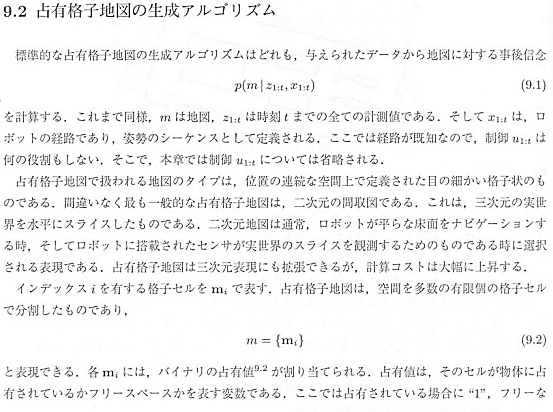 9.2 占有格子地図の生成アルゴリズム
標準的な占有格子地図の生成アルゴリズムはどれも，与えられたデータから地図に対する事後信念
p(m | z1:t, x1:t) (9.1)
を計算する．これまで同様，m は地図，z1:t は時刻 t までの全ての計測値である．そして x1:t は，ロ
ボットの経路であり，姿勢のシーケンスとして定義される．ここでは経路が既知なので，制御 u1:t は
何の役割もしない．そこで，本章では制御 u1:t については省略される．
占有格子地図で扱われる地図のタイプは，位置の連続な空間上で定義された目の細かい格子状のも
のである．間違いなく最も一般的な占有格子地図は，二次元の間取図である．これは，三次元の実世
界を水平にスライスしたものである．二次元地図は通常，ロボットが平らな床面をナビゲーションす
る時，そしてロボットに搭載されたセンサが実世界のスライスを観測するためのものである時に選択
される表現である．占有格子地図は三次元表現にも拡張できるが，計算コストは大幅に上昇する．
インデックス i を有する格子セルを mi で表す．占有格子地図は，空間を多数の有限個の格子セル
で分割したものであり，
m = {mi} (9.2)
と表現できる．各 mi には，バイナリの占有値9.2 が割り当てられる．占有値は，そのセルが物体に占
有されているかフリースペースかを表す変数である．ここでは占有されている場合に “1”，フリーな